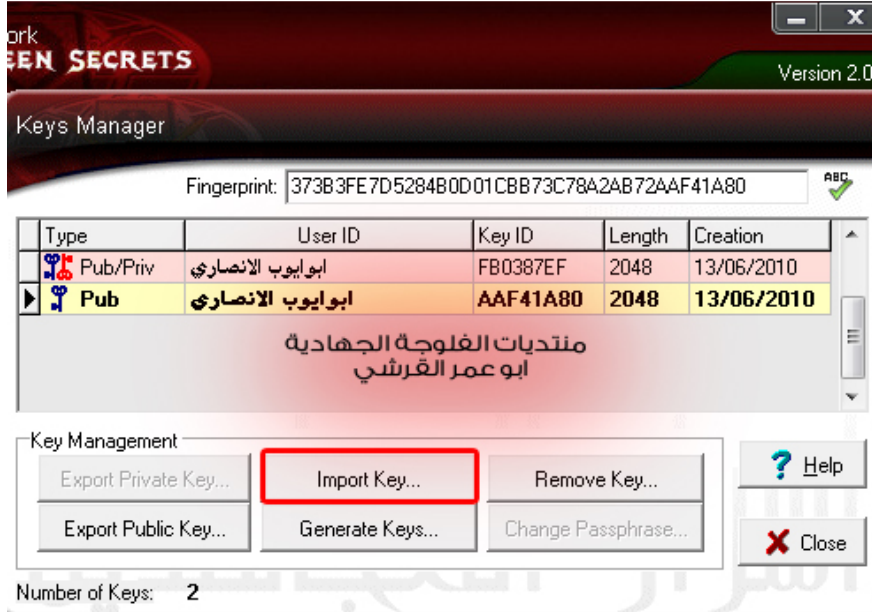 ork
EEN SECRETS
Version 2.0
Keys Manager
Fingerprint: 373B3FE7D5284B0D01CBB73C78A2AB72AAF41A80
ABC
Type User ID Key ID Length Creation
Pub/Priv ابوايوب الانصاري FB0387EF 2048 13/06/2010
Pub ابوايوب الانصاري AAF41A80 2048 13/06/2010
منتديات الفلوجة الجهادية
ابو عمر القرشي
Key Management
Export Private Key... Import Key... Remove Key...
Help
Export Public Key... Generate Keys... Change Passphrase...
Close
Number of Keys: 2